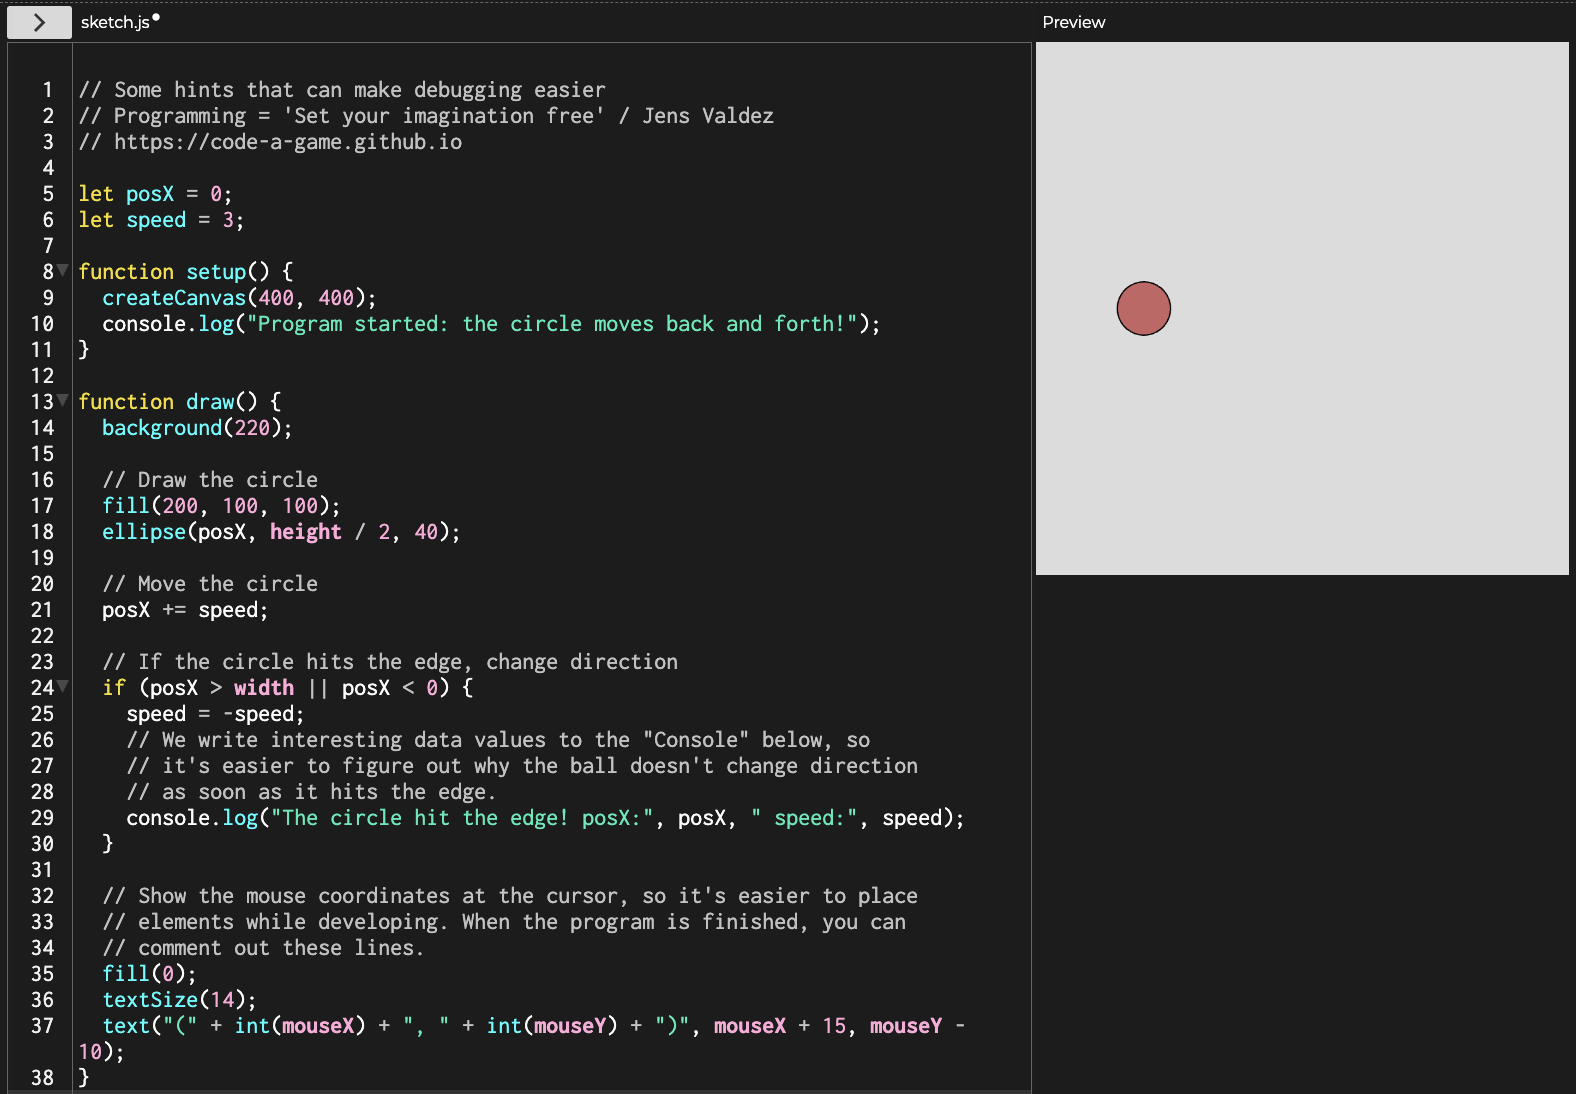 sketch.js
Preview
1 // Some hints that can make debugging easier
2 // Programming = 'Set your imagination free' / Jens Valdez
3 // https://code-a-game.github.io
4
5 let posX = 0;
6 let speed = 3;
7
8 function setup() {
9   createCanvas(400, 400);
10   console.log("Program started: the circle moves back and forth!");
11 }
12
13 function draw() {
14   background(220);
15
16   // Draw the circle
17   fill(200, 100, 100);
18   ellipse(posX, height / 2, 40);
19
20   // Move the circle
21   posX += speed;
22
23   // If the circle hits the edge, change direction
24   if (posX > width || posX < 0) {
25     speed = -speed;
26     // We write interesting data values to the "Console" below, so
27     // it's easier to figure out why the ball doesn't change direction
28     // as soon as it hits the edge.
29     console.log("The circle hit the edge! posX:", posX, " speed:", speed);
30   }
31
32   // Show the mouse coordinates at the cursor, so it's easier to place
33   // elements while developing. When the program is finished, you can
34   // comment out these lines.
35   fill(0);
36   textSize(14);
37   text("(" + int(mouseX) + ", " + int(mouseY) + ")", mouseX + 15, mouseY -
10);
38 }